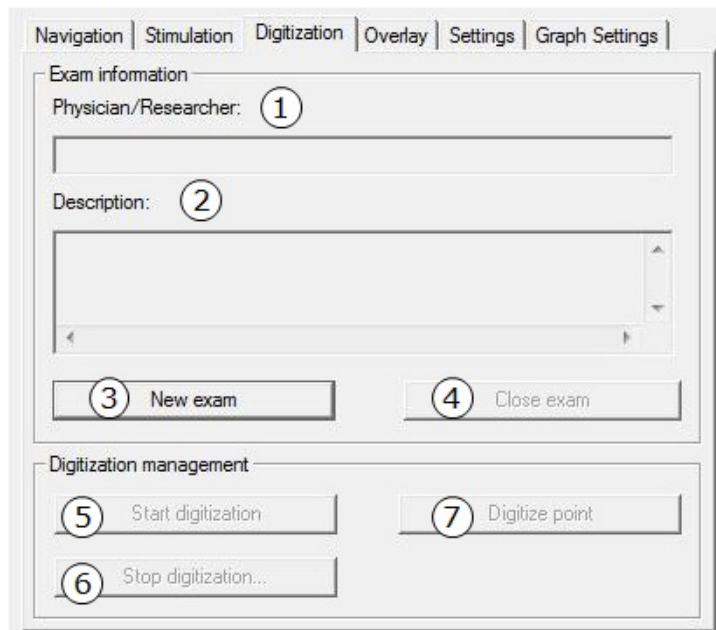 Navigation Stimulation Digitization Overlay Settings Graph Settings
Exam information
Physician/Researcher: 1
Description: 2
3 New exam 4 Close exam
Digitization management
5 Start digitization 7 Digitize point
6 Stop digitization...